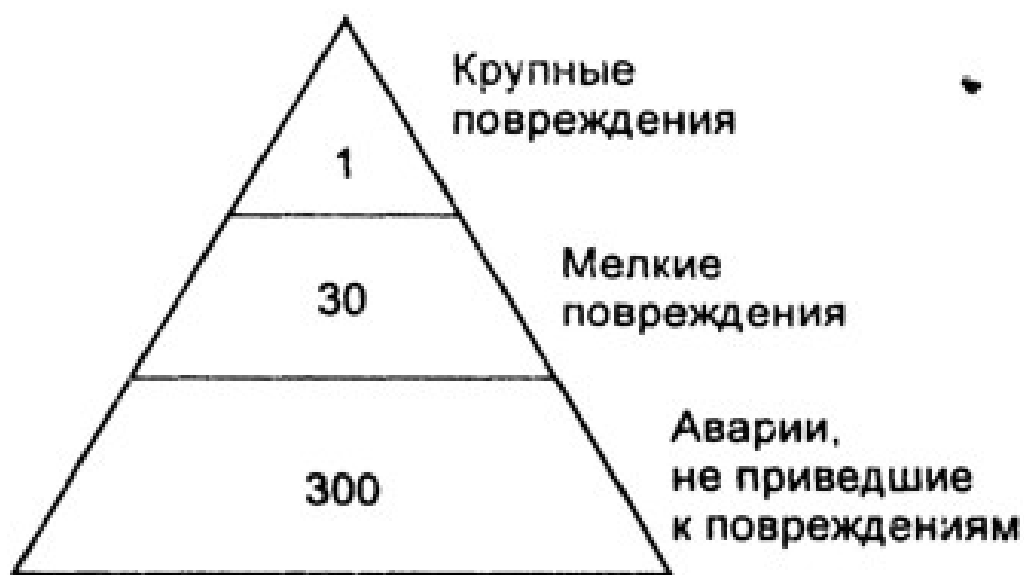 Крупные
повреждения
1
Мелкие
повреждения
30
Аварии,
не приведшие
к повреждениям
300